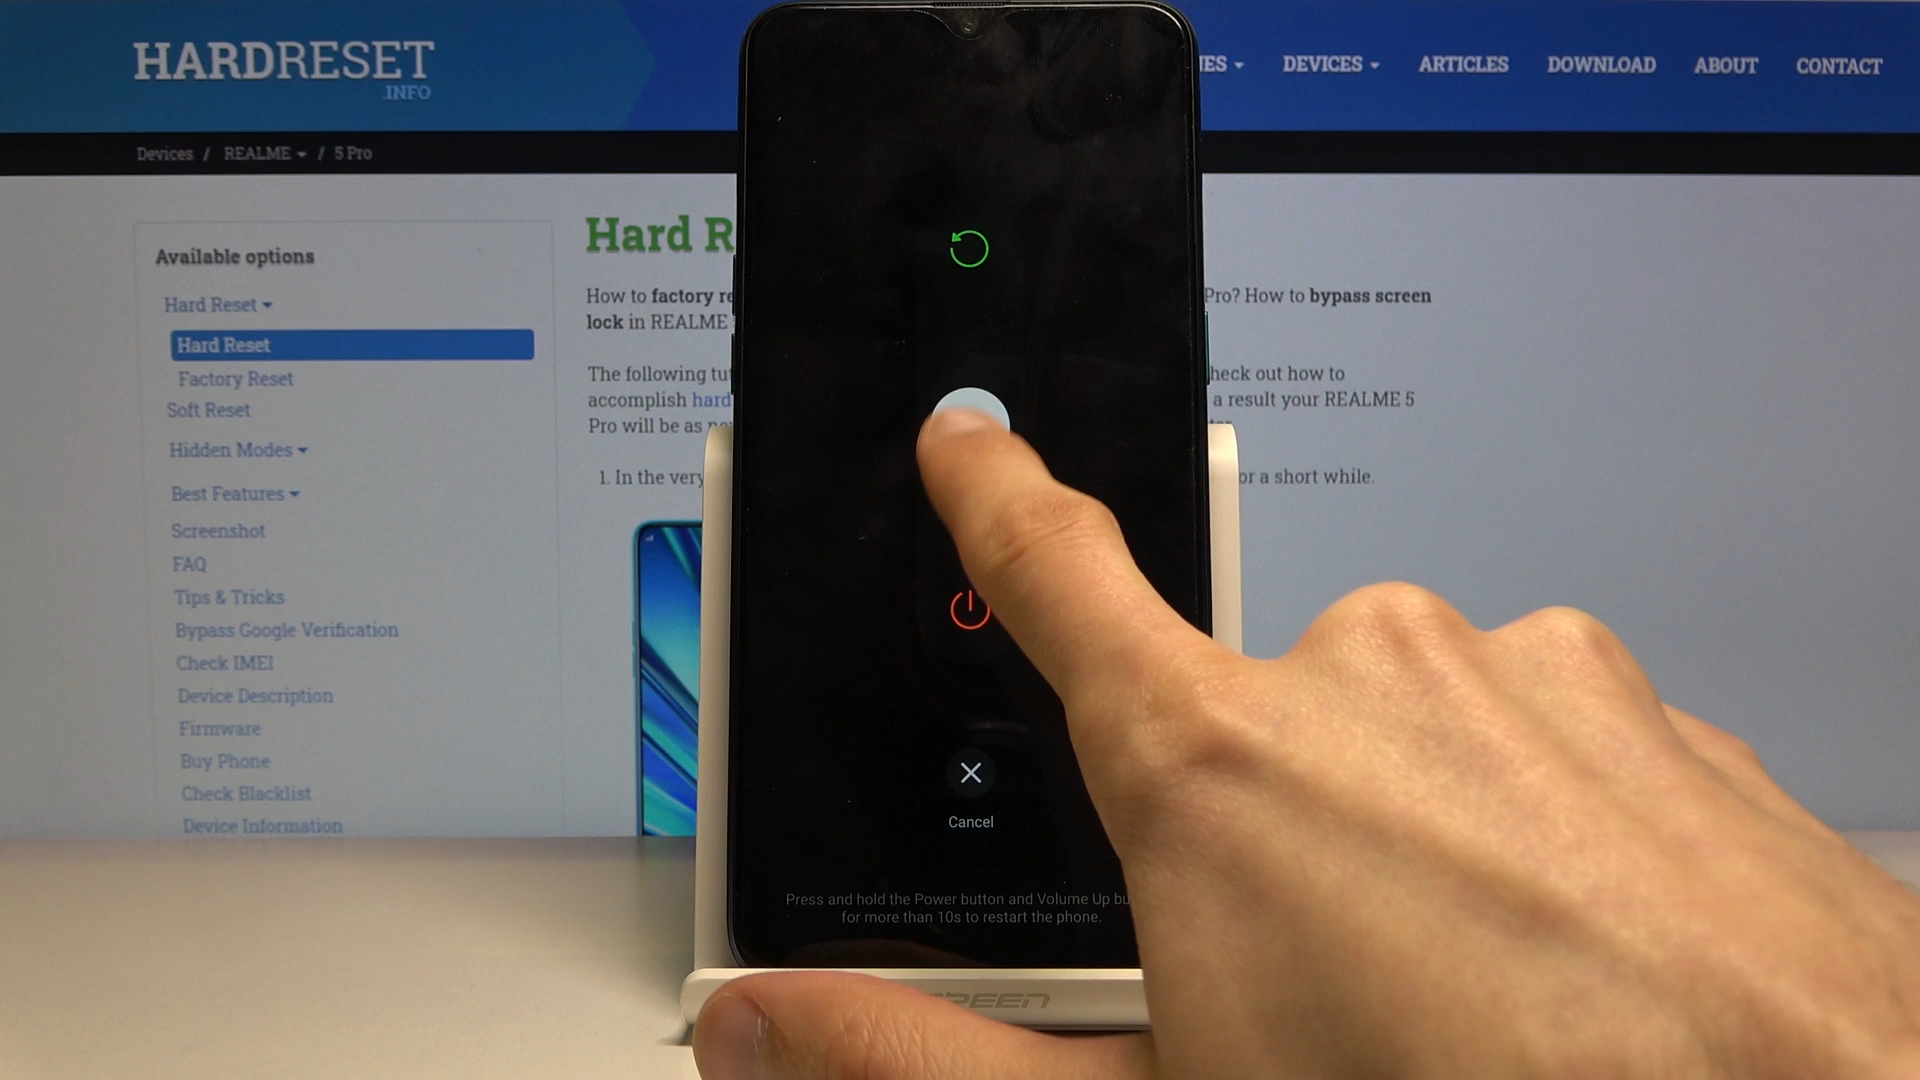 HARDRESET
.INFO
DEVICES
ARTICLES
DOWNLOAD
ABOUT
CONTACT
Devices / REALME / 5 Pro
Available options
Hard Reset
Hard Reset
Factory Reset
Soft Reset
Hidden Modes
Best Features
Screenshot
FAQ
Tips & Tricks
Bypass Google Verification
Check IMEI
Device Description
Firmware
Buy Phone
Check Blacklist
Device Information
Hard R
How to factory re
Pro? How to bypass screen
lock in REALME
The following tut
heck out how to
accomplish hard
a result your REALME 5
Pro will be as
1. In the very
or a short while.
Cancel
Press and hold the Power button and Volume Up bu
for more than 10s to restart the phone.